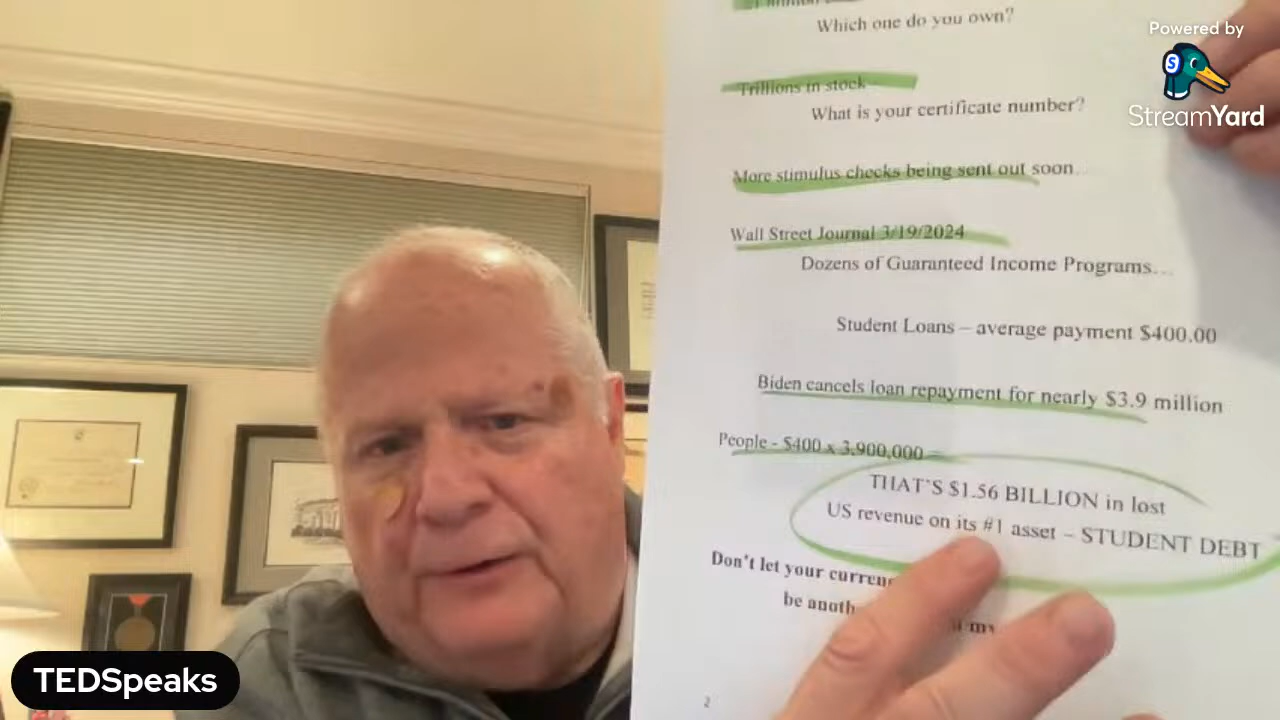 Which one do you own?
Trillions in stock
What is your certificate number?
More stimulus checks being sent out soon...
Wall Street Journal 3/19/2024
Dozens of Guaranteed Income Programs...
Student Loans – average payment $400.00
Biden cancels loan repayment for nearly $3.9 million
People - $400 x 3,900,000 –
THAT'S $1.56 BILLION in lost
US revenue on its #1 asset – STUDENT DEBT
Don't let your curren
be anoth
my
2
Powered by
StreamYard
TEDSpeaks